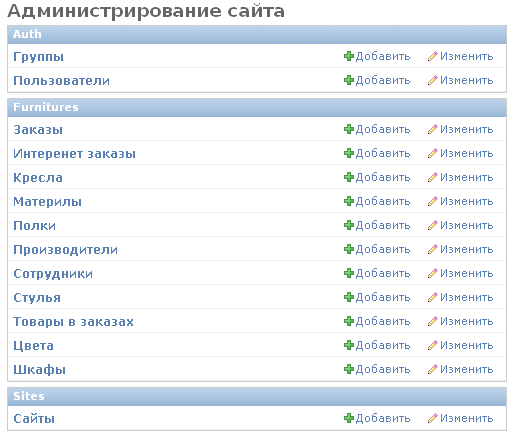 Администрирование сайта
Auth
Группы Добавить Изменить
Пользователи Добавить Изменить
Furnitures
Заказы Добавить Изменить
Интеренет заказы Добавить Изменить
Кресла Добавить Изменить
Материлы Добавить Изменить
Полки Добавить Изменить
Производители Добавить Изменить
Сотрудники Добавить Изменить
Стулья Добавить Изменить
Товары в заказах Добавить Изменить
Цвета Добавить Изменить
Шкафы Добавить Изменить
Sites
Сайты Добавить Изменить